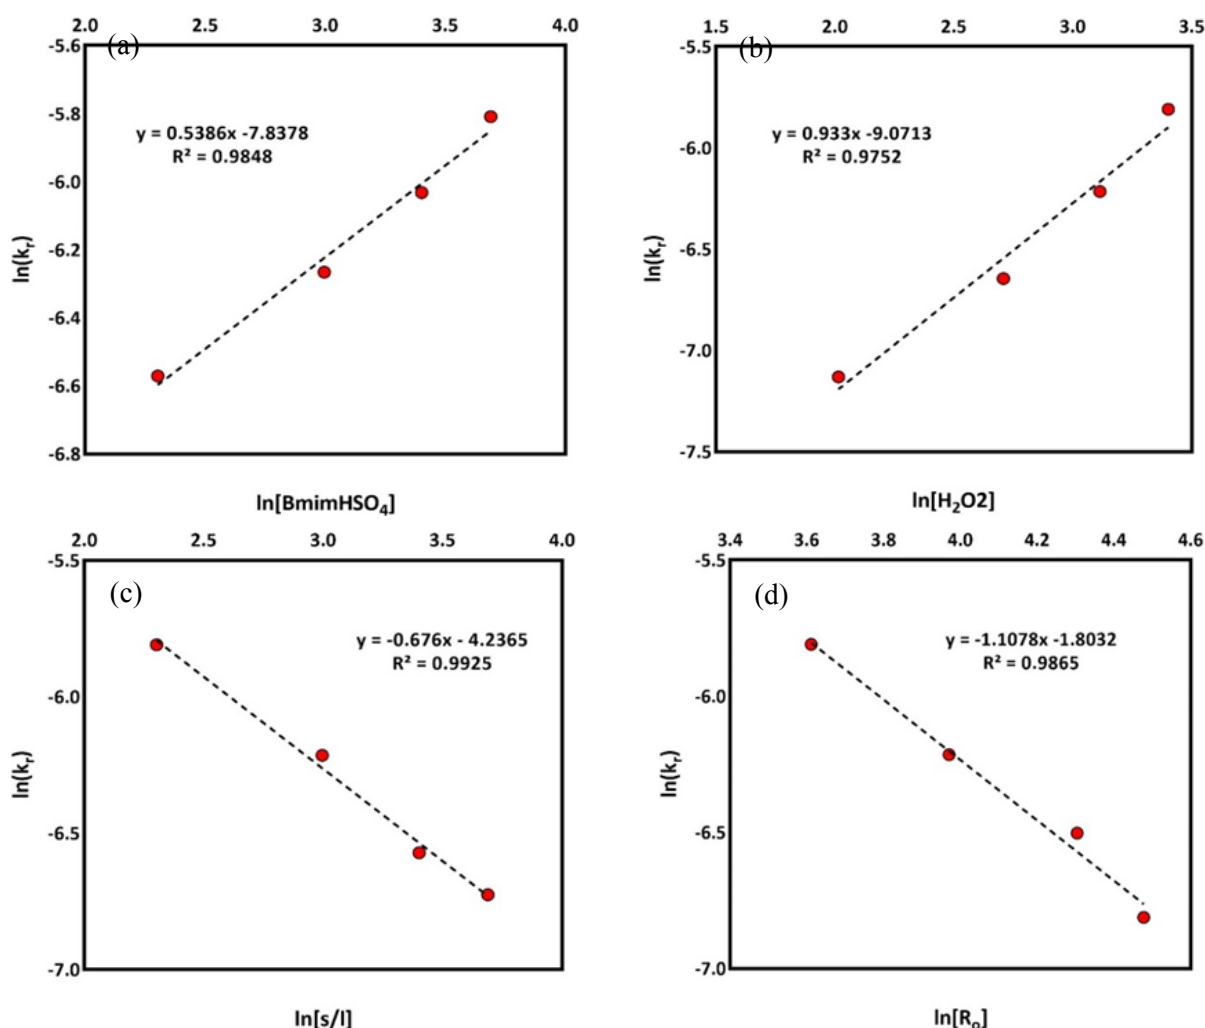 2.0 2.5 3.0 3.5 4.0
(a)
-5.6
-5.8
-6.0
-6.2
-6.4
-6.6
-6.8
ln(kᵣ)
y = 0.5386x -7.8378
R² = 0.9848
ln[BmimHSO₄]
1.5 2.0 2.5 3.0 3.5
(b)
-5.5
-6.0
-6.5
-7.0
-7.5
ln(kᵣ)
y = 0.933x -9.0713
R² = 0.9752
ln[H₂O2]
2.0 2.5 3.0 3.5 4.0
(c)
-5.5
-6.0
-6.5
-7.0
ln(kᵣ)
y = -0.676x - 4.2365
R² = 0.9925
ln[s/l]
3.4 3.6 3.8 4.0 4.2 4.4 4.6
(d)
-5.5
-6.0
-6.5
-7.0
ln(kᵣ)
y = -1.1078x -1.8032
R² = 0.9865
ln[Rₒ]